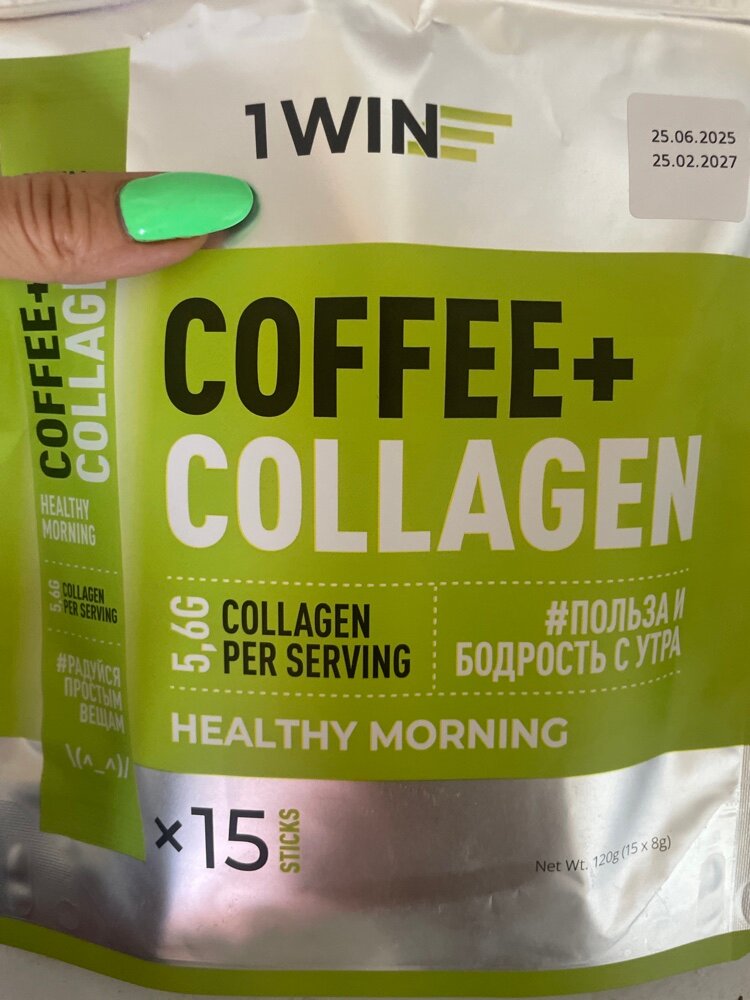 1WIN
25.06.2025
25.02.2027
COFFEE+
COLLAGEN
5,6G
COLLAGEN
PER SERVING
#ПОЛЬЗА И
БОДРОСТЬ С УТРА
HEALTHY MORNING
×15
STICKS
Net Wt. 120g (15 x 8g)
COFFEE+
HEALTHY
MORNING
5,6G
COLLAGEN
PER SERVING
#РАДУЙСЯ
ПРОСТЫМ
ВЕЩАМ
\(^_^)/